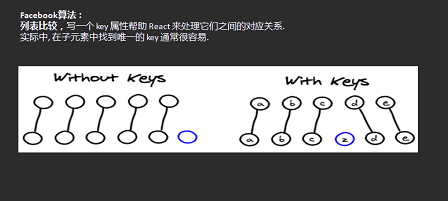 Facebook算法：
列表比较，写一个 key 属性帮助 React 来处理它们之间的对应关系.
实际中, 在子元素中找到唯一的 key 通常很容易.
Without Keys
With Keys
a b c d e
a b c z d e